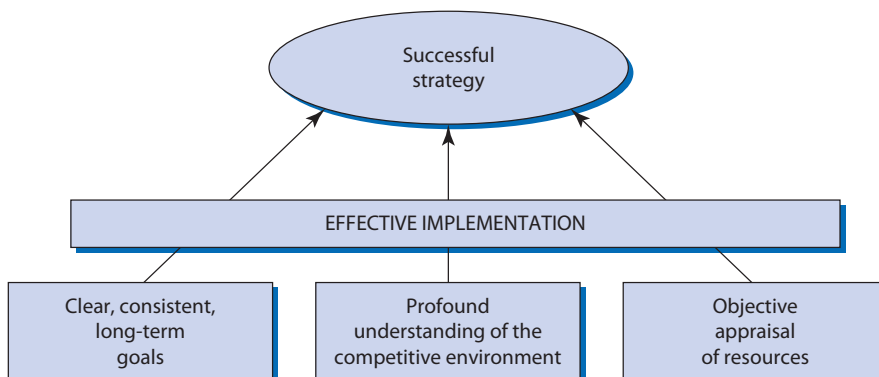 Successful
strategy
EFFECTIVE IMPLEMENTATION
Clear, consistent,
long-term
goals
Profound
understanding of the
competitive environment
Objective
appraisal
of resources